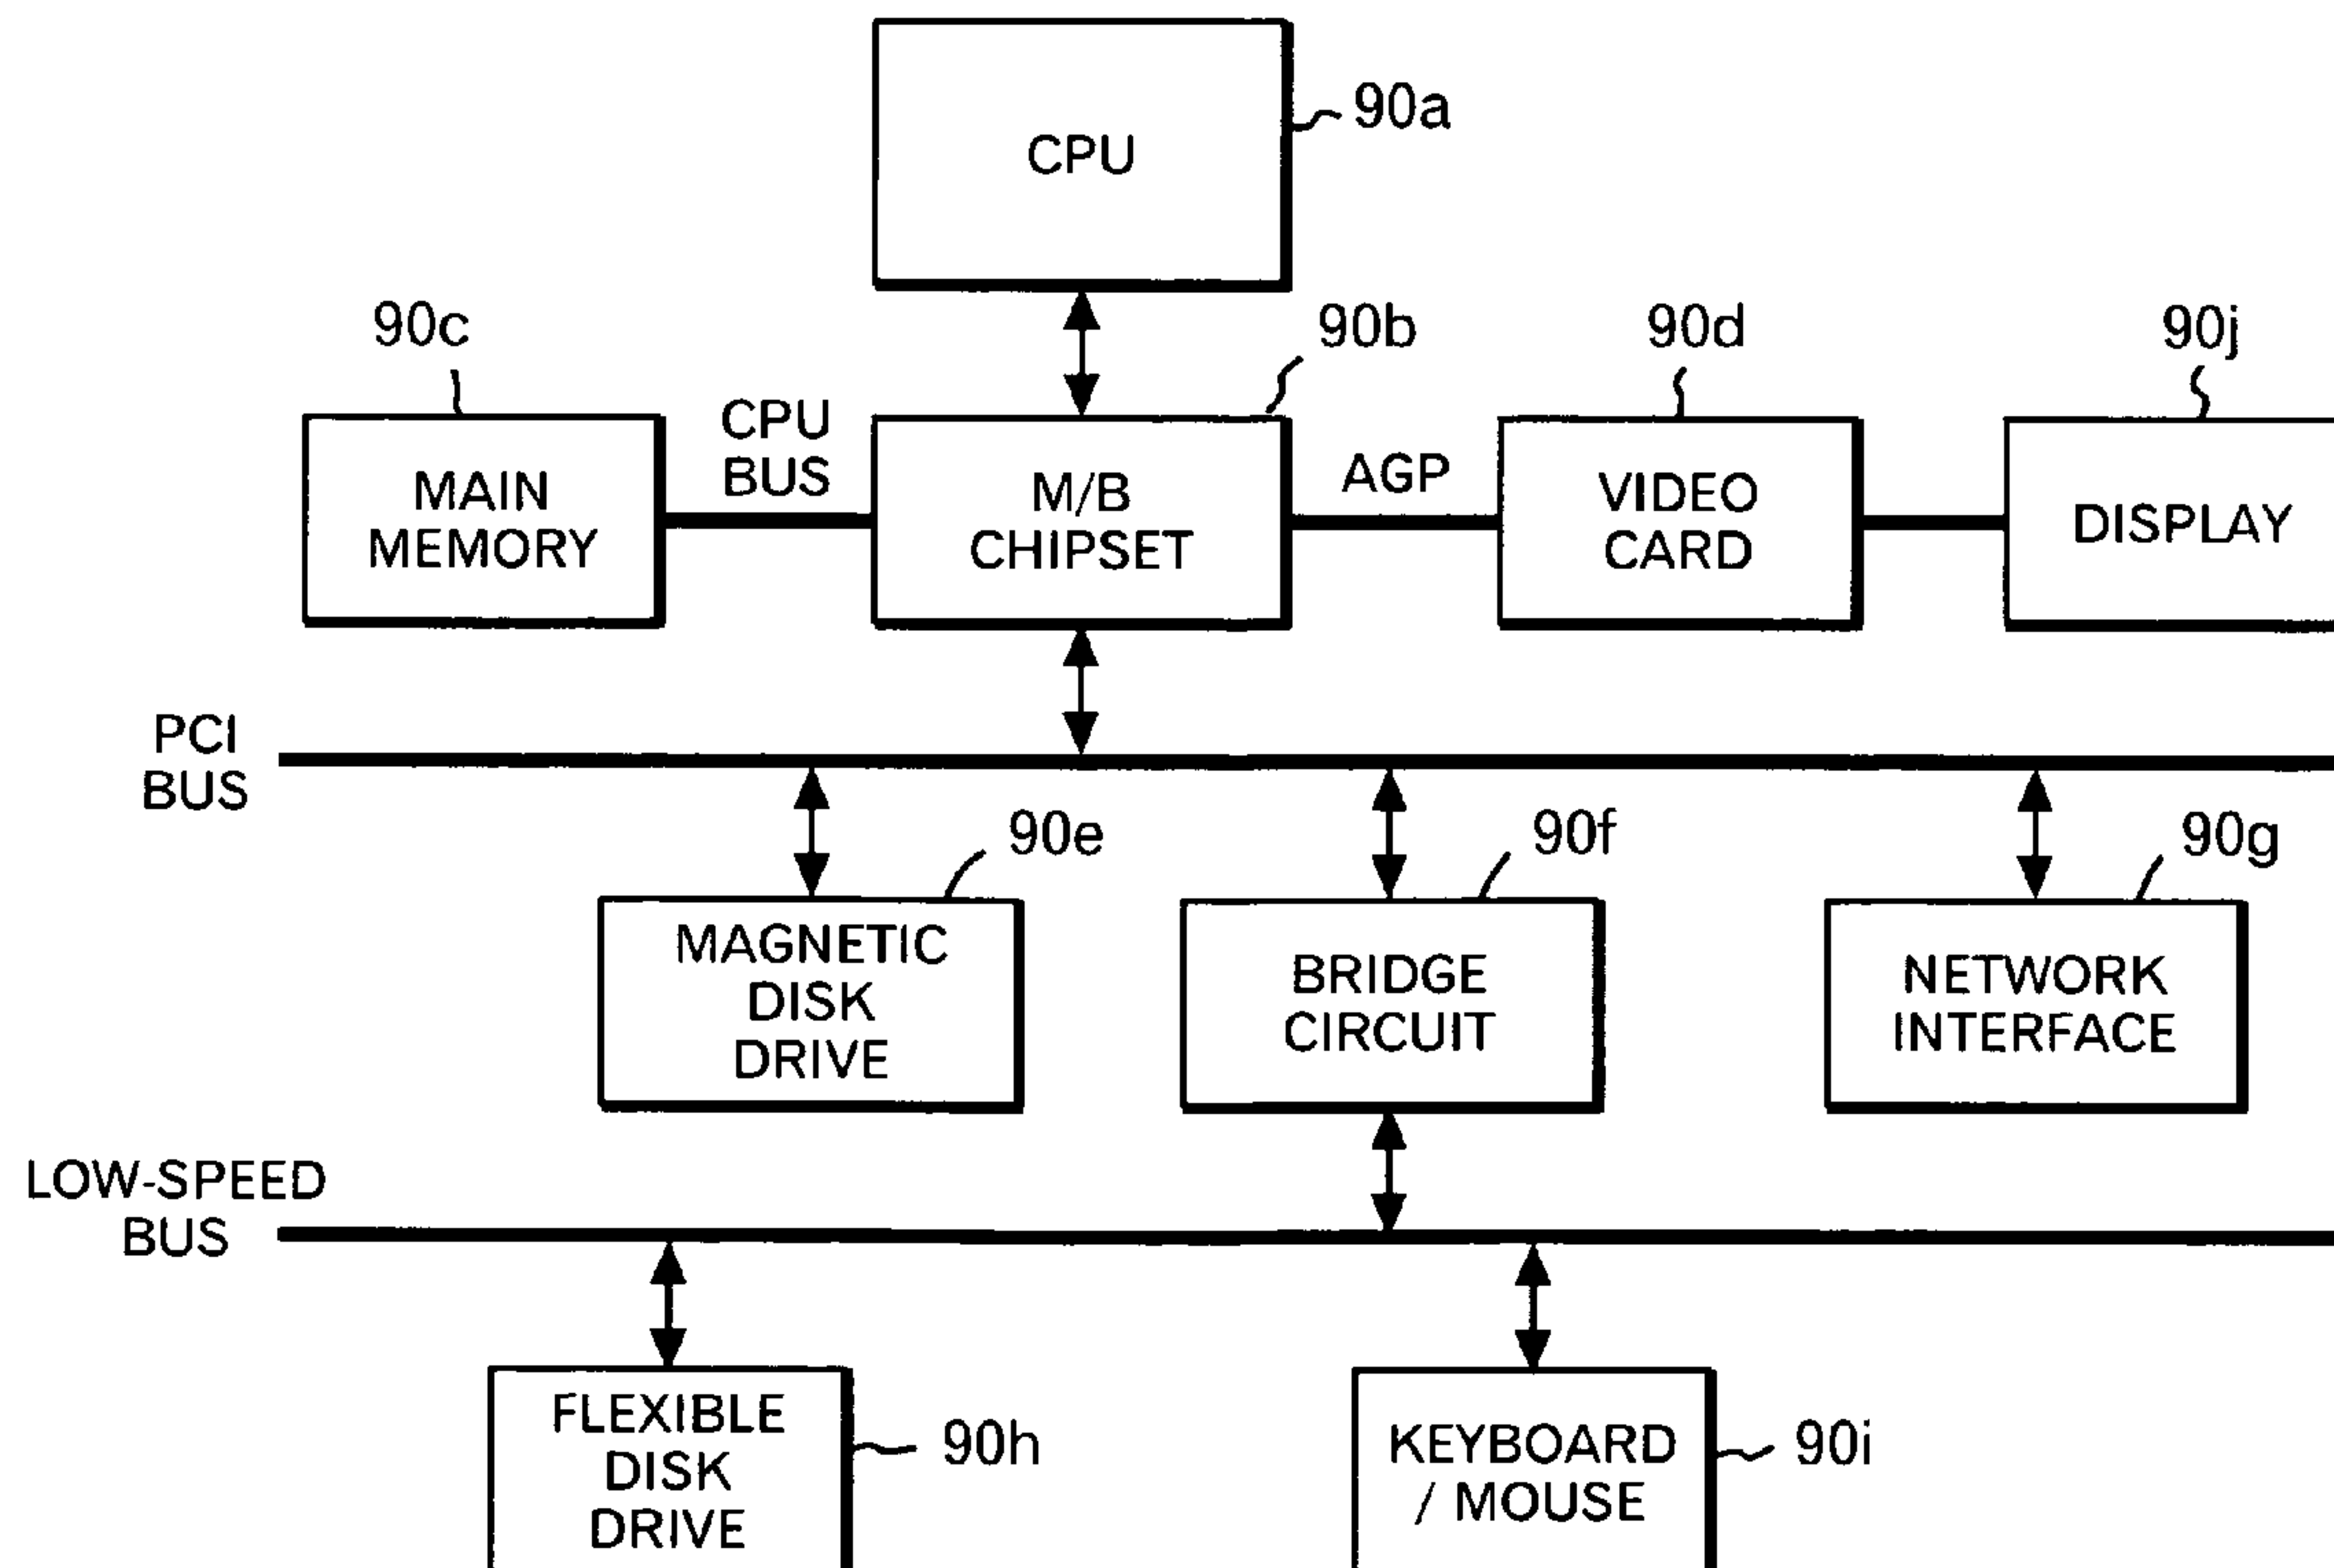 CPU
90a
90c
90b
90d
90j
CPU
BUS
AGP
MAIN
MEMORY
M/B
CHIPSET
VIDEO
CARD
DISPLAY
PCI
BUS
90e
90f
90g
MAGNETIC
DISK
DRIVE
BRIDGE
CIRCUIT
NETWORK
INTERFACE
LOW-SPEED
BUS
FLEXIBLE
DISK
DRIVE
90h
KEYBOARD
/ MOUSE
90i